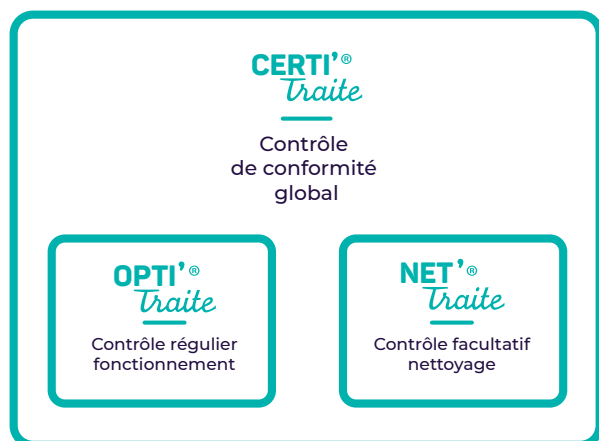 CERTI'®
Traite
Contrôle
de conformité
global
OPTI'®
Traite
Contrôle régulier
fonctionnement
NET'®
Traite
Contrôle facultatif
nettoyage